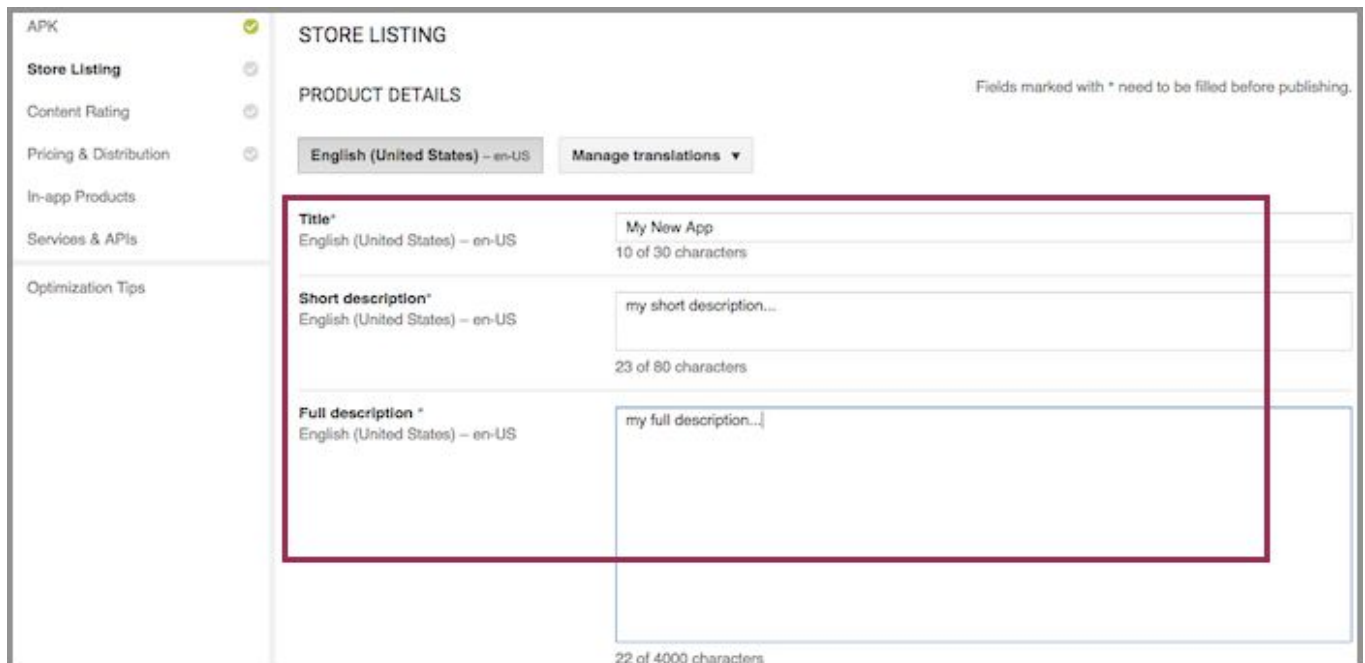 APK
Store Listing
Content Rating
Pricing & Distribution
In-app Products
Services & APIs
Optimization Tips
STORE LISTING
PRODUCT DETAILS
Fields marked with * need to be filled before publishing.
English (United States) – en-US
Manage translations ▼
Title*
English (United States) – en-US
My New App
10 of 30 characters
Short description*
English (United States) – en-US
my short description...
23 of 80 characters
Full description *
English (United States) – en-US
my full description...
22 of 4000 characters